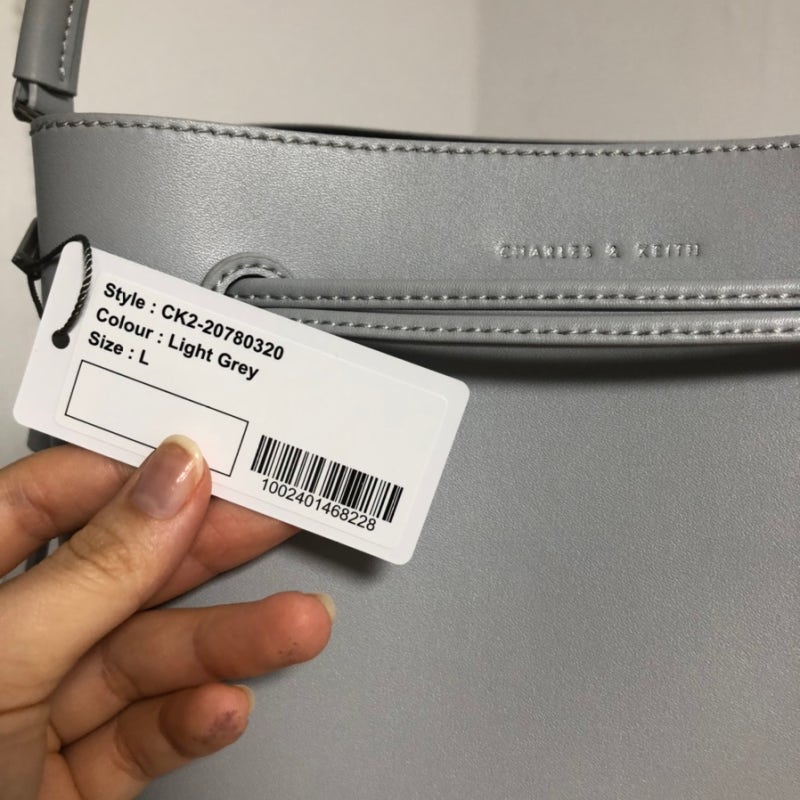 CHARLES & KEITH
Style : CK2-20780320
Colour : Light Grey
Size : L
1002401468228